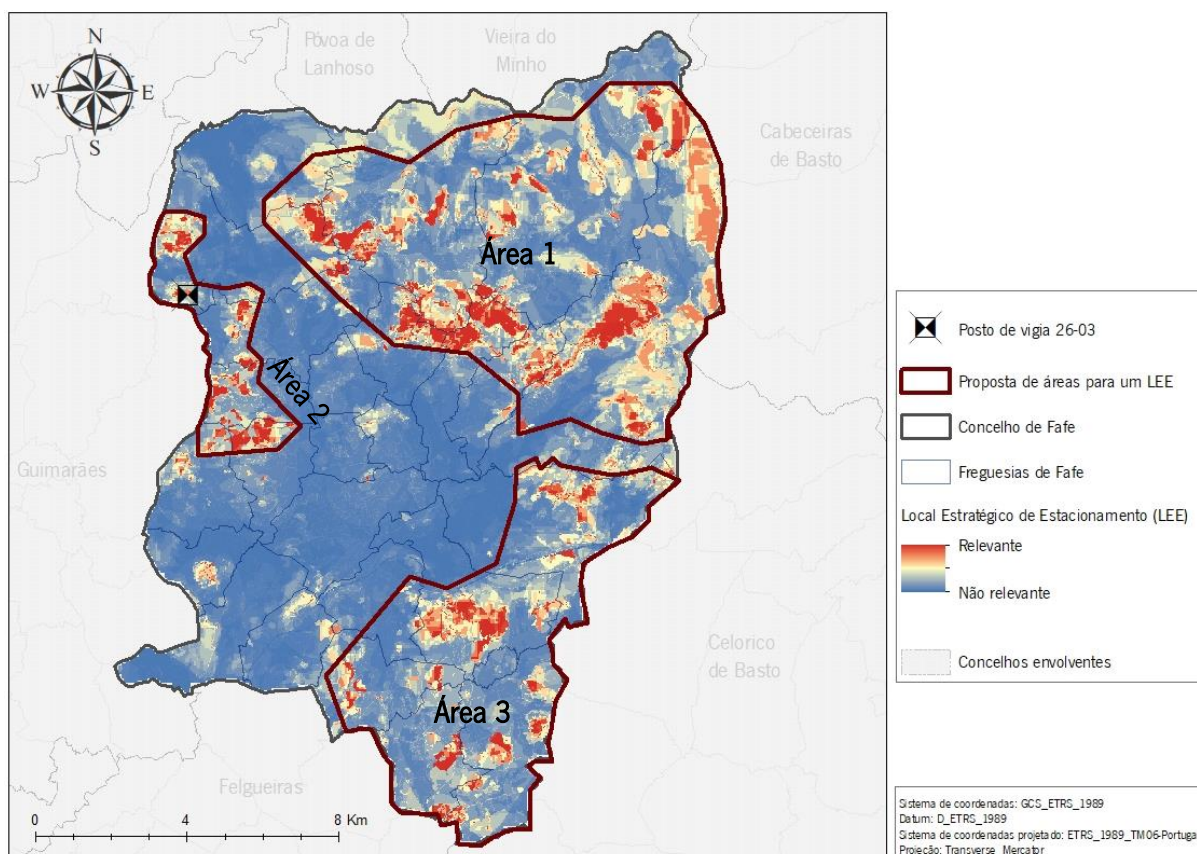 N
W
E
S
Póvoa de
Lanhoso
Vieira do
Minho
Cabeceiras
de Basto
Área 1
Área 2
Guimarães
Área 3
Celorico
de Basto
Felgueiras
0 4 8 Km
Posto de vigia 26-03
Proposta de áreas para um LEE
Concelho de Fafe
Freguesias de Fafe
Local Estratégico de Estacionamento (LEE)
Relevante
Não relevante
Concelhos envolventes
Sistema de coordenadas: GCS_ETRS_1989
Datum: D_ETRS_1989
Sistema de coordenadas projetado: ETRS_1989_TM06-Portuga
Projeção: Transverse_Mercator